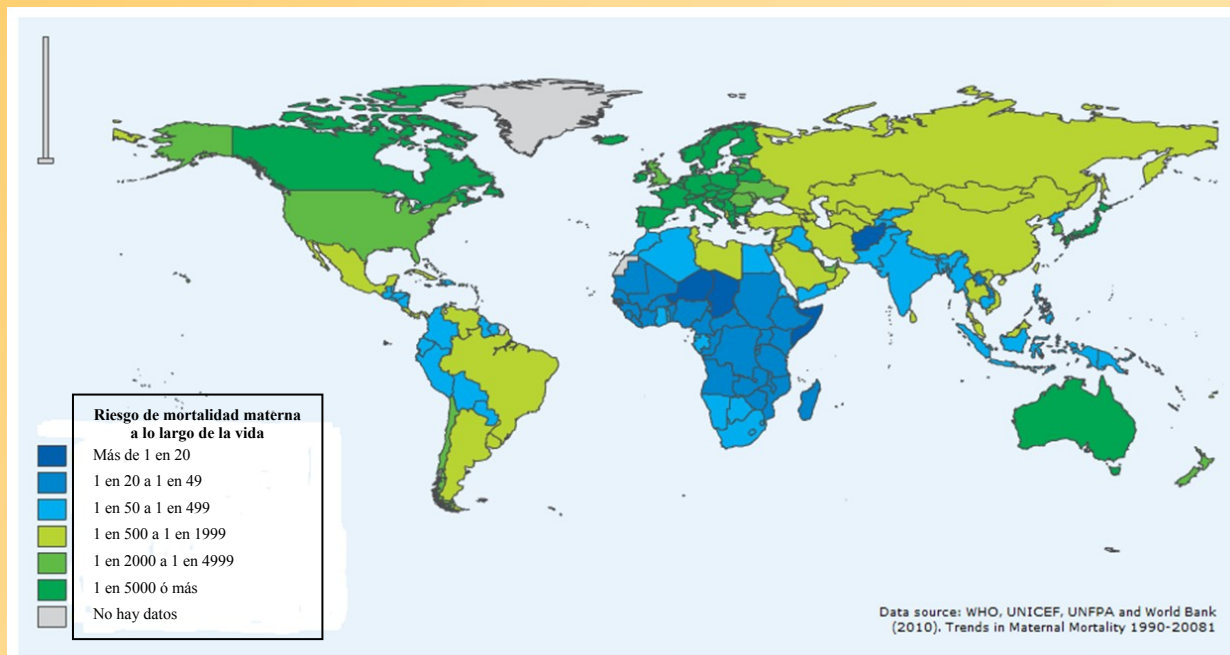 Riesgo de mortalidad materna
a lo largo de la vida
Más de 1 en 20
1 en 20 a 1 en 49
1 en 50 a 1 en 499
1 en 500 a 1 en 1999
1 en 2000 a 1 en 4999
1 en 5000 ó más
No hay datos
Data source: WHO, UNICEF, UNFPA and World Bank
(2010). Trends in Maternal Mortality 1990-20081